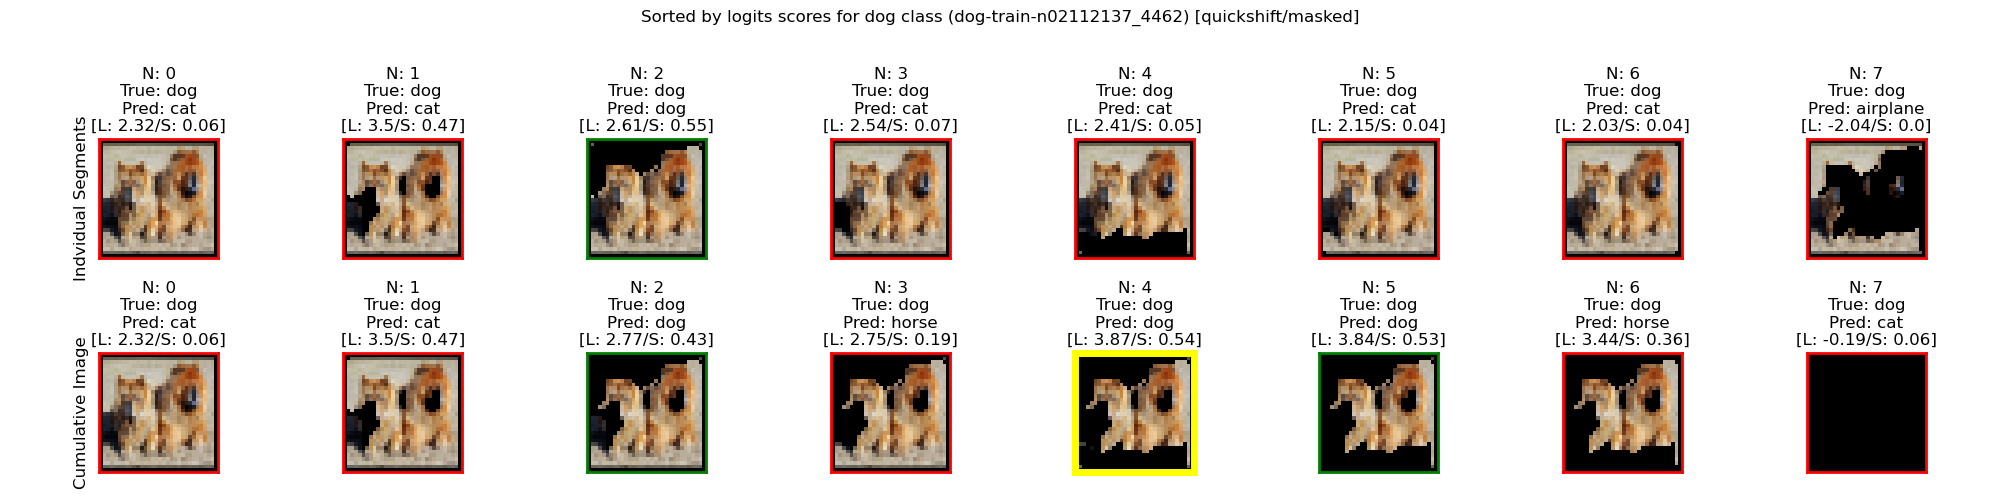 Sorted by logits scores for dog class (dog-train-n02112137_4462) [quickshift/masked]
Indvidual Segments
N: 0
True: dog
Pred: cat
[L: 2.32/S: 0.06]
N: 1
True: dog
Pred: cat
[L: 3.5/S: 0.47]
N: 2
True: dog
Pred: dog
[L: 2.61/S: 0.55]
N: 3
True: dog
Pred: cat
[L: 2.54/S: 0.07]
N: 4
True: dog
Pred: cat
[L: 2.41/S: 0.05]
N: 5
True: dog
Pred: cat
[L: 2.15/S: 0.04]
N: 6
True: dog
Pred: cat
[L: 2.03/S: 0.04]
N: 7
True: dog
Pred: airplane
[L: -2.04/S: 0.0]
Cumulative Image
N: 0
True: dog
Pred: cat
[L: 2.32/S: 0.06]
N: 1
True: dog
Pred: cat
[L: 3.5/S: 0.47]
N: 2
True: dog
Pred: dog
[L: 2.77/S: 0.43]
N: 3
True: dog
Pred: horse
[L: 2.75/S: 0.19]
N: 4
True: dog
Pred: dog
[L: 3.87/S: 0.54]
N: 5
True: dog
Pred: dog
[L: 3.84/S: 0.53]
N: 6
True: dog
Pred: horse
[L: 3.44/S: 0.36]
N: 7
True: dog
Pred: cat
[L: -0.19/S: 0.06]